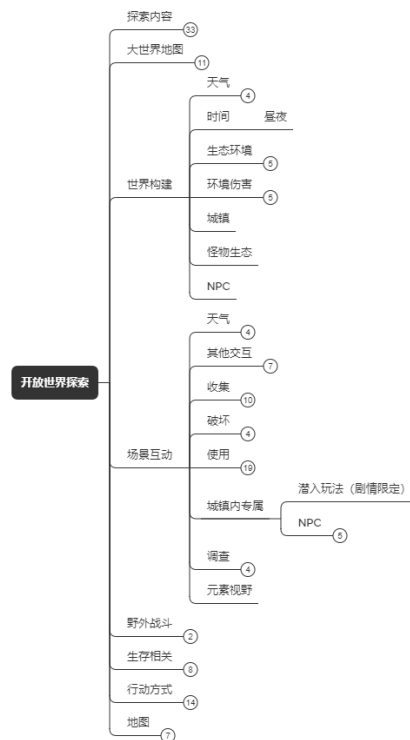 开放世界探索
探索内容 33
大世界地图 11
世界构建
天气 4
时间 昼夜
生态环境 5
环境伤害 5
城镇
怪物生态
NPC
场景互动
天气 4
其他交互 7
收集 10
破坏 4
使用 19
城镇内专属
潜入玩法（剧情限定）
NPC 5
调查 4
元素视野
野外战斗 2
生存相关 8
行动方式 14
地图 7